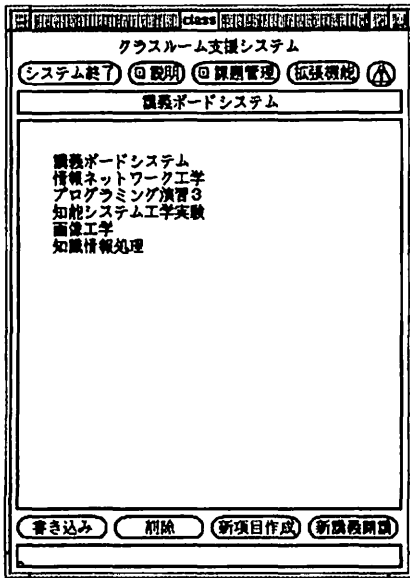 class
クラスルーム支援システム
システム終了 回説明 回課題管理 拡張機能
講義ボードシステム
講義ボードシステム
情報ネットワーク工学
プログラミング演習3
知能システム工学実験
画像工学
知識情報処理
書き込み 削除 新項目作成 新講義開講